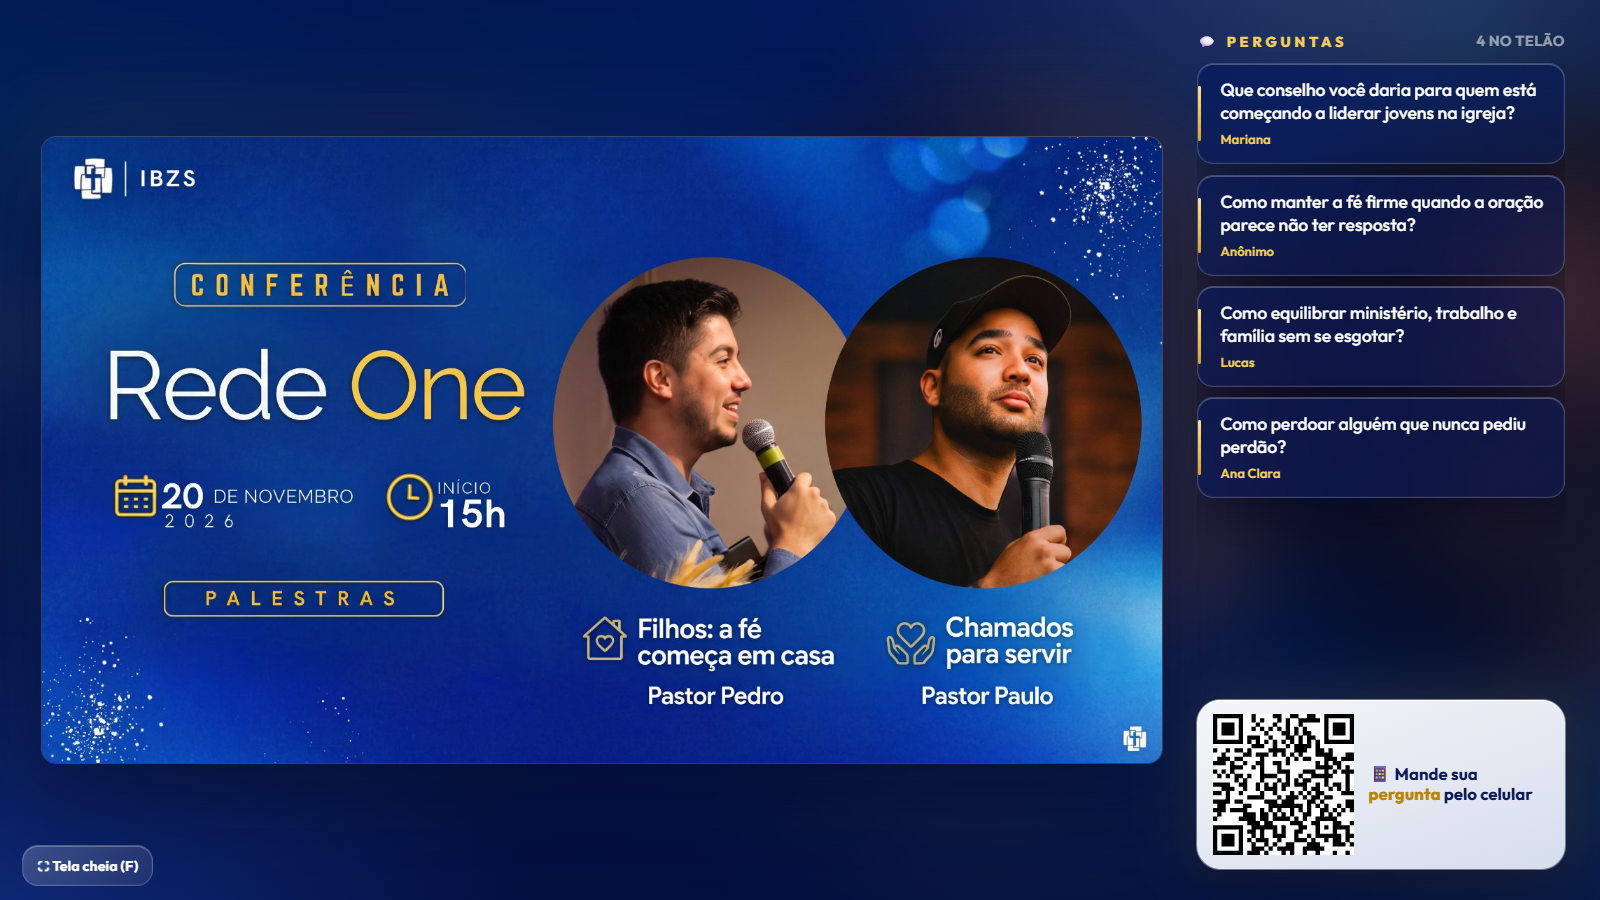 IBZS
CONFERÊNCIA
Rede One
20 DE NOVEMBRO
2026
INÍCIO
15h
PALESTRAS
Filhos: a fé
começa em casa
Pastor Pedro
Chamados
para servir
Pastor Paulo
PERGUNTAS
4 NO TELÃO
Que conselho você daria para quem está
começando a liderar jovens na igreja?
Mariana
Como manter a fé firme quando a oração
parece não ter resposta?
Anônimo
Como equilibrar ministério, trabalho e
família sem se esgotar?
Lucas
Como perdoar alguém que nunca pediu
perdão?
Ana Clara
Mande sua
pergunta pelo celular
Tela cheia (F)